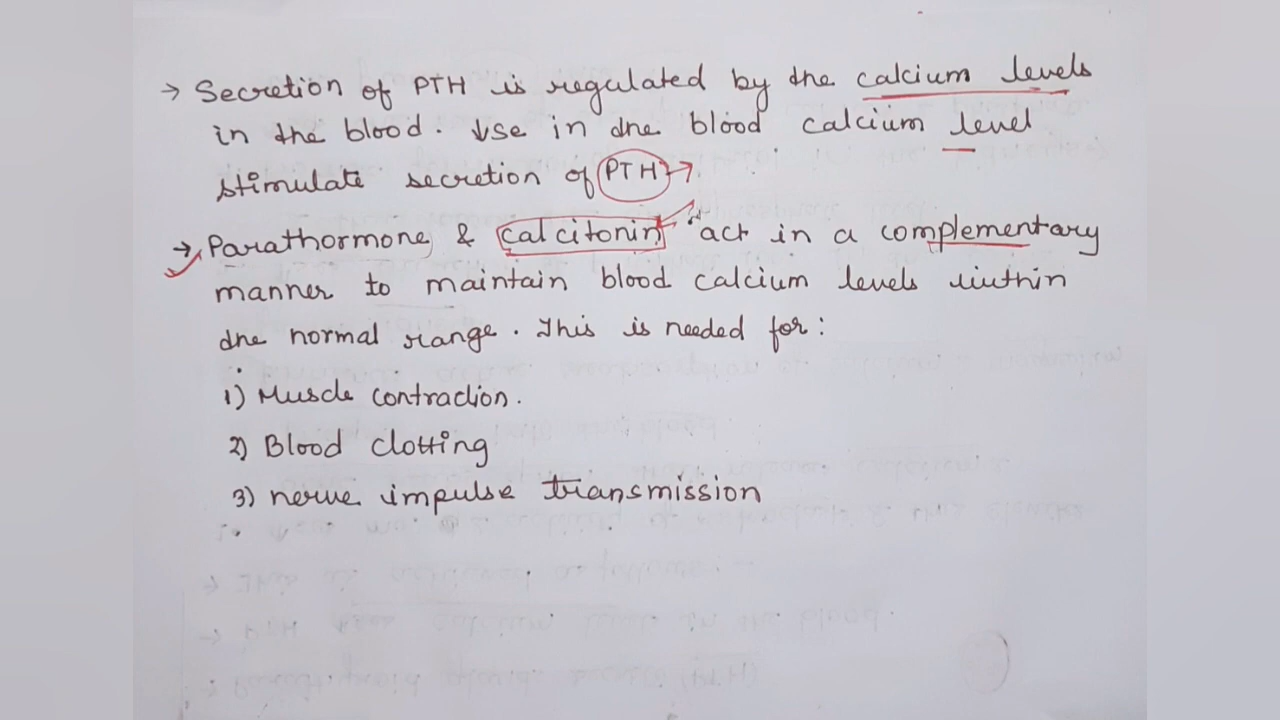 → Secretion of PTH is regulated by the calcium levels
in the blood. ↓se in the blood calcium level
stimulate secretion of PTH →
→ Parathormone & calcitonin act in a complementary
manner to maintain blood calcium levels within
the normal range. This is needed for:
1) Muscle contraction.
2) Blood clotting
3) nerve impulse transmission